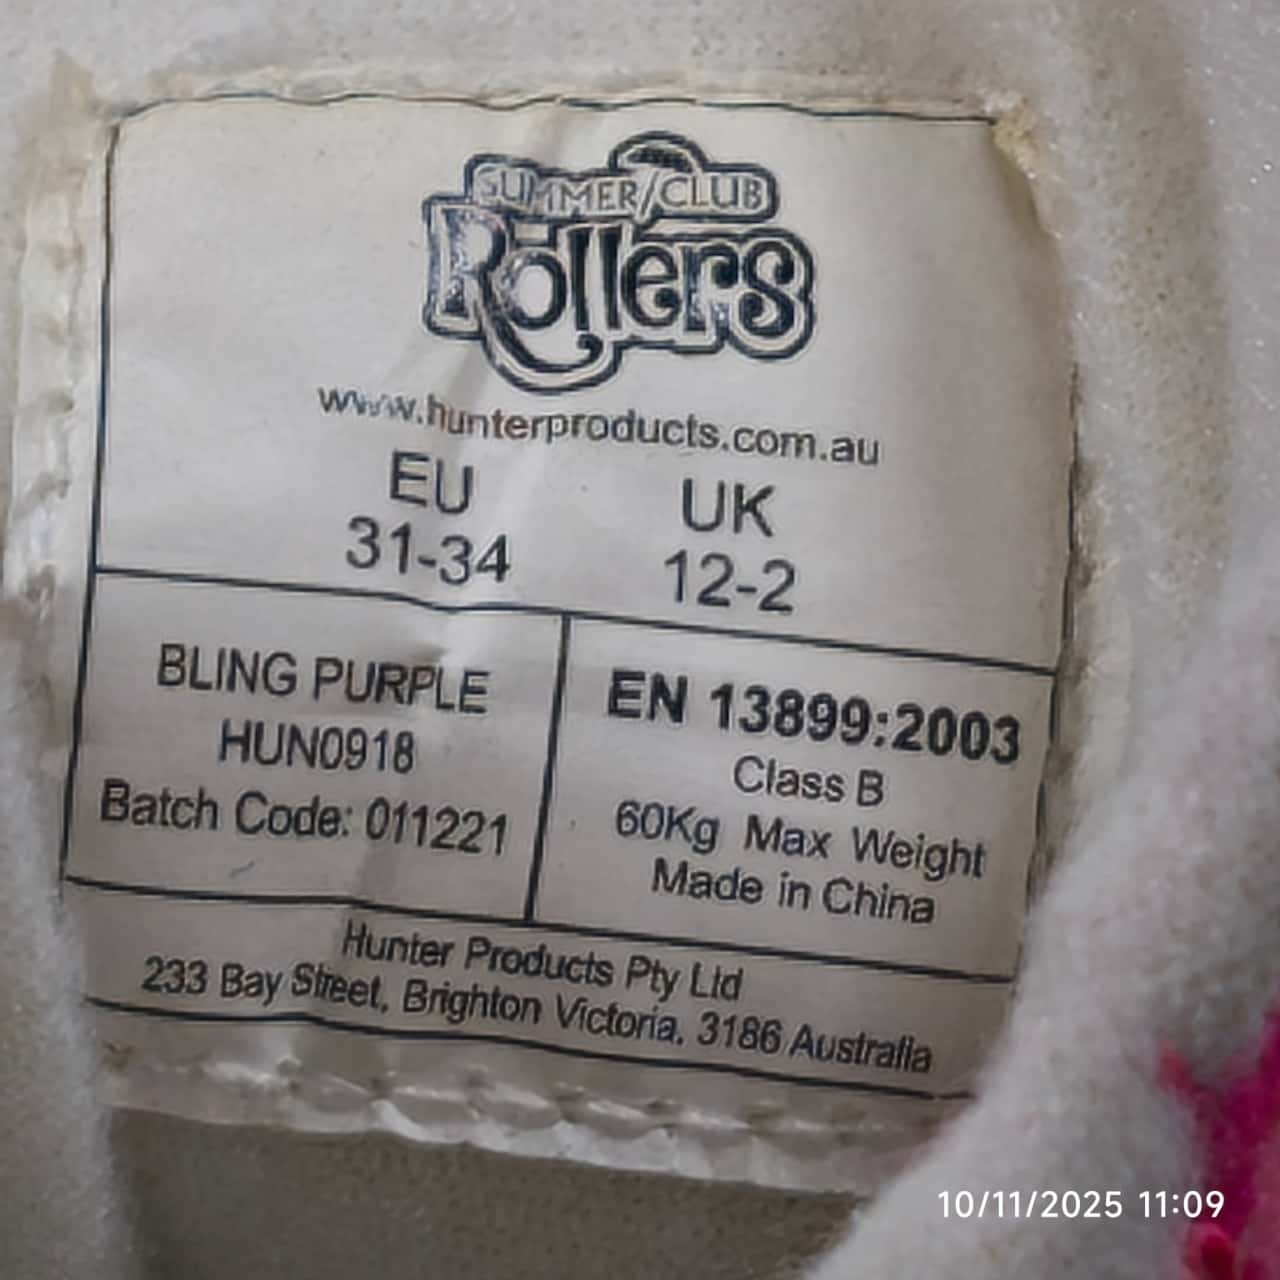 SUMMER/CLUB
Rollers
www.hunterproducts.com.au
EU UK
31-34 12-2
BLING PURPLE
HUN0918
Batch Code: 011221
EN 13899:2003
Class B
60Kg Max Weight
Made in China
Hunter Products Pty Ltd
233 Bay Street, Brighton Victoria, 3186 Australia
10/11/2025 11:09